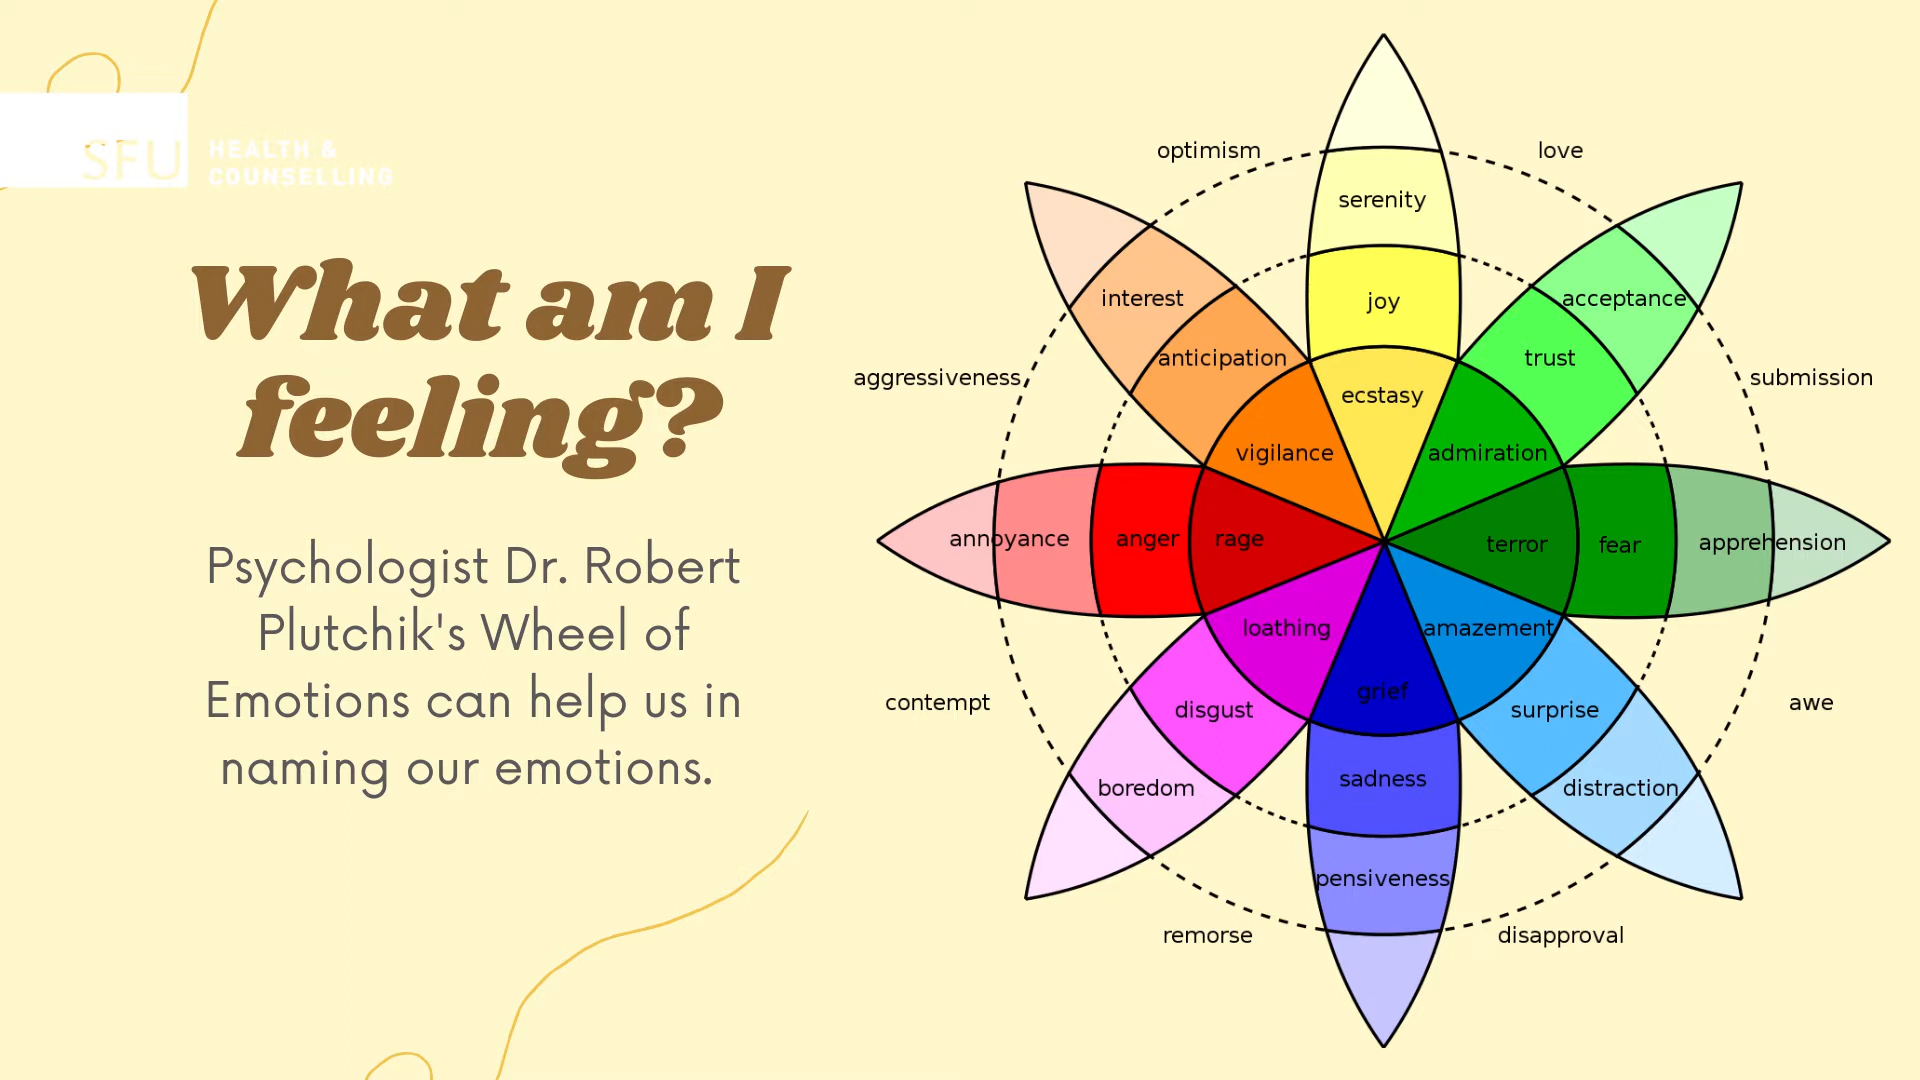 SFU
HEALTH &
COUNSELLING
What am I
feeling?
Psychologist Dr. Robert
Plutchik's Wheel of
Emotions can help us in
naming our emotions.
optimism
love
serenity
interest
acceptance
joy
anticipation
trust
aggressiveness
submission
ecstasy
vigilance
admiration
annoyance
anger
rage
terror
fear
apprehension
loathing
amazement
grief
contempt
awe
disgust
surprise
sadness
boredom
distraction
pensiveness
remorse
disapproval